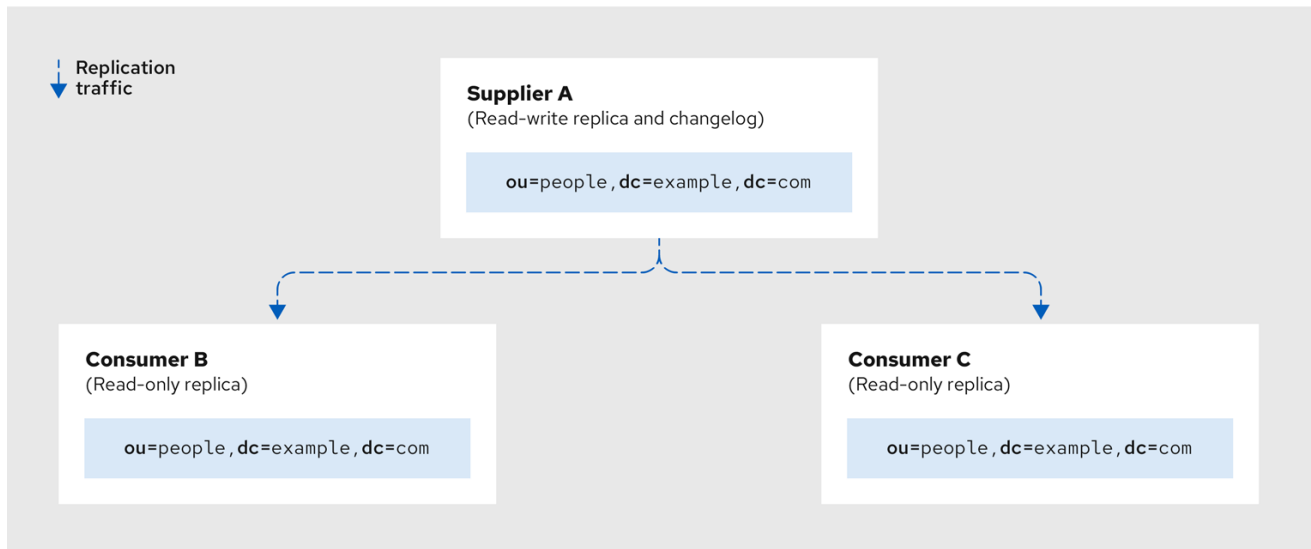 Replication
traffic
Supplier A
(Read-write replica and changelog)
ou=people,dc=example,dc=com
Consumer B
(Read-only replica)
ou=people,dc=example,dc=com
Consumer C
(Read-only replica)
ou=people,dc=example,dc=com